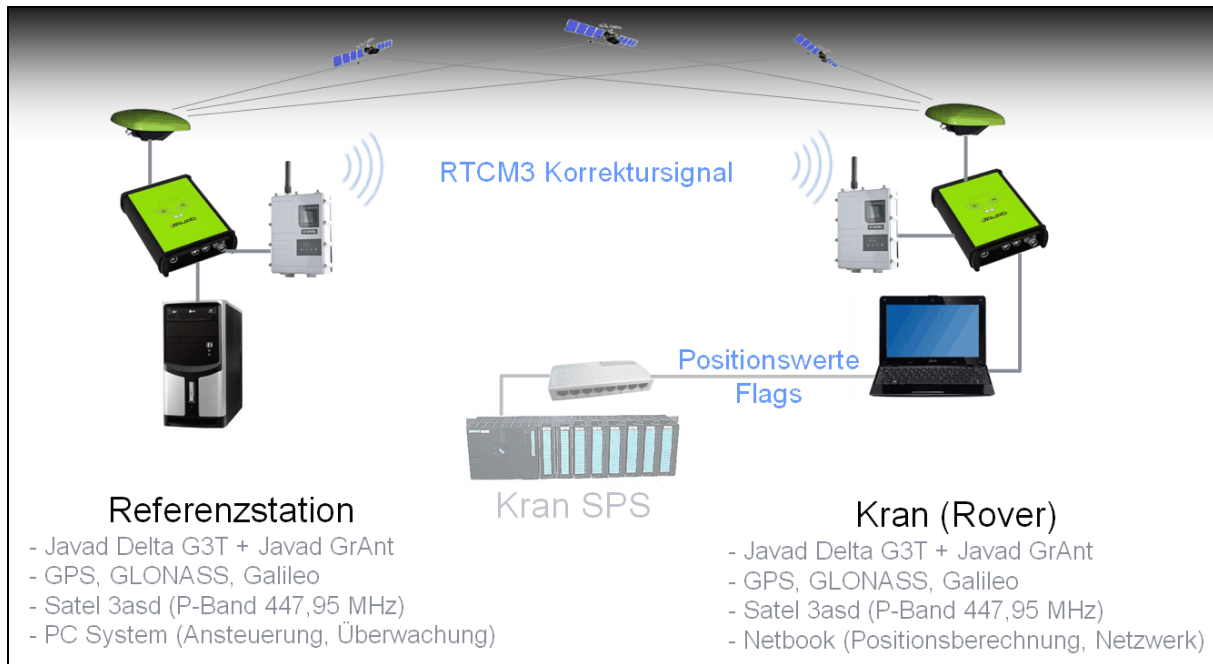 RTCM3 Korrektursignal
JAVAD
JAVAD
Positionswerte
Flags
Kran SPS
Referenzstation
- Javad Delta G3T + Javad GrAnt
- GPS, GLONASS, Galileo
- Satel 3asd (P-Band 447,95 MHz)
- PC System (Ansteuerung, Überwachung)
Kran (Rover)
- Javad Delta G3T + Javad GrAnt
- GPS, GLONASS, Galileo
- Satel 3asd (P-Band 447,95 MHz)
- Netbook (Positionsberechnung, Netzwerk)